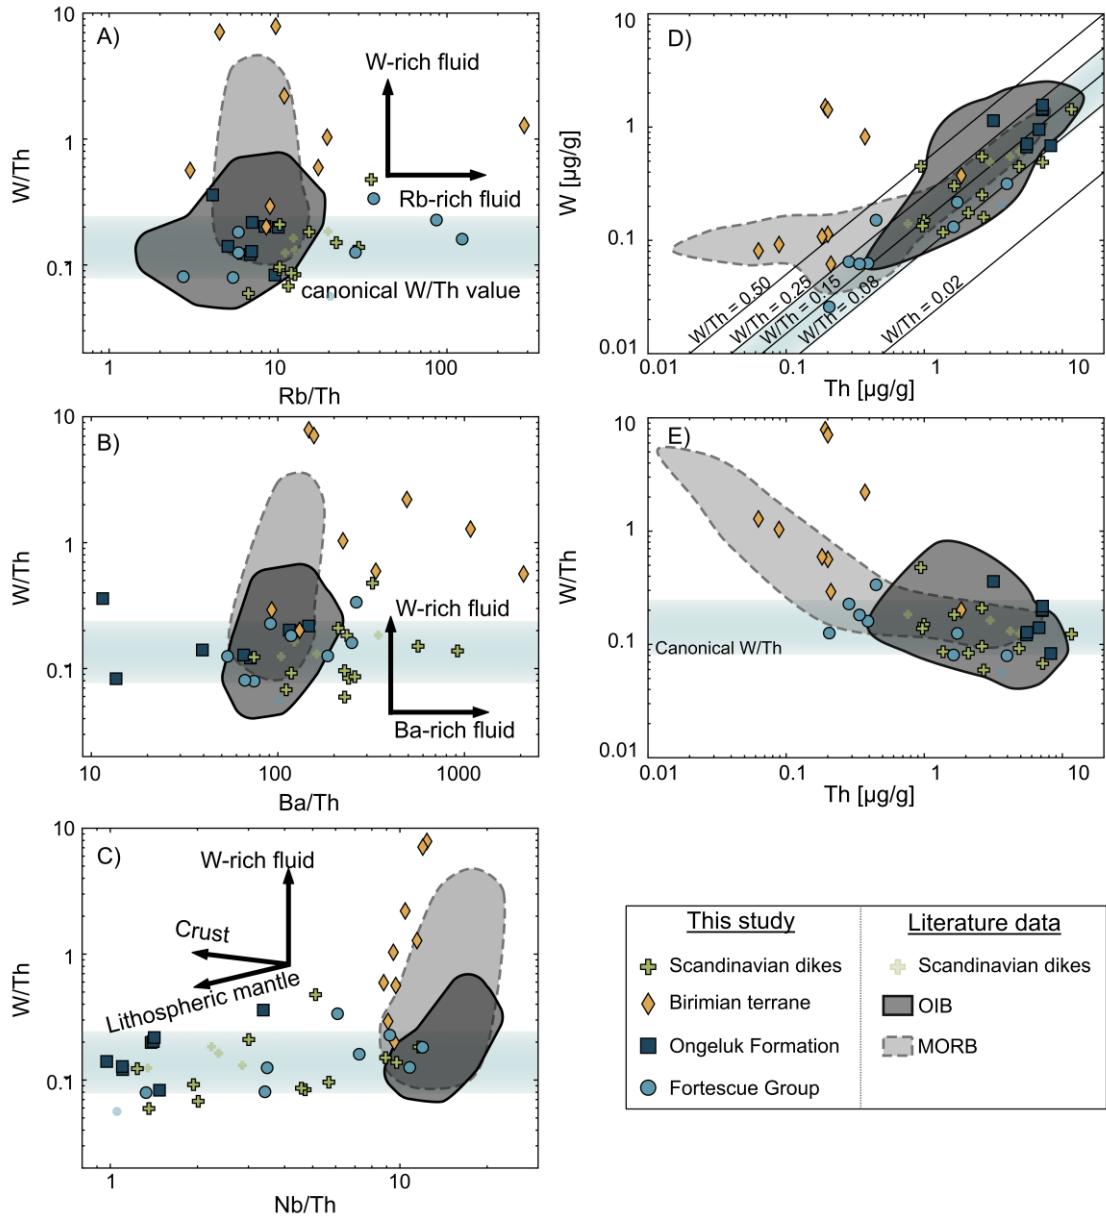 A)
10
1
0.1
W/Th
W-rich fluid
Rb-rich fluid
canonical W/Th value
1
10
100
Rb/Th
D)
10
1
0.1
0.01
W [µg/g]
W/Th = 0.50
W/Th = 0.25
W/Th = 0.15
W/Th = 0.08
W/Th = 0.02
0.01
0.1
1
10
Th [µg/g]
B)
10
1
0.1
W/Th
W-rich fluid
Ba-rich fluid
10
100
1000
Ba/Th
E)
10
1
0.1
0.01
W/Th
Canonical W/Th
0.01
0.1
1
10
Th [µg/g]
C)
10
1
0.1
W/Th
W-rich fluid
Crust
Lithospheric mantle
1
10
Nb/Th
This study
Scandinavian dikes
Birimian terrane
Ongeluk Formation
Fortescue Group
Literature data
Scandinavian dikes
OIB
MORB